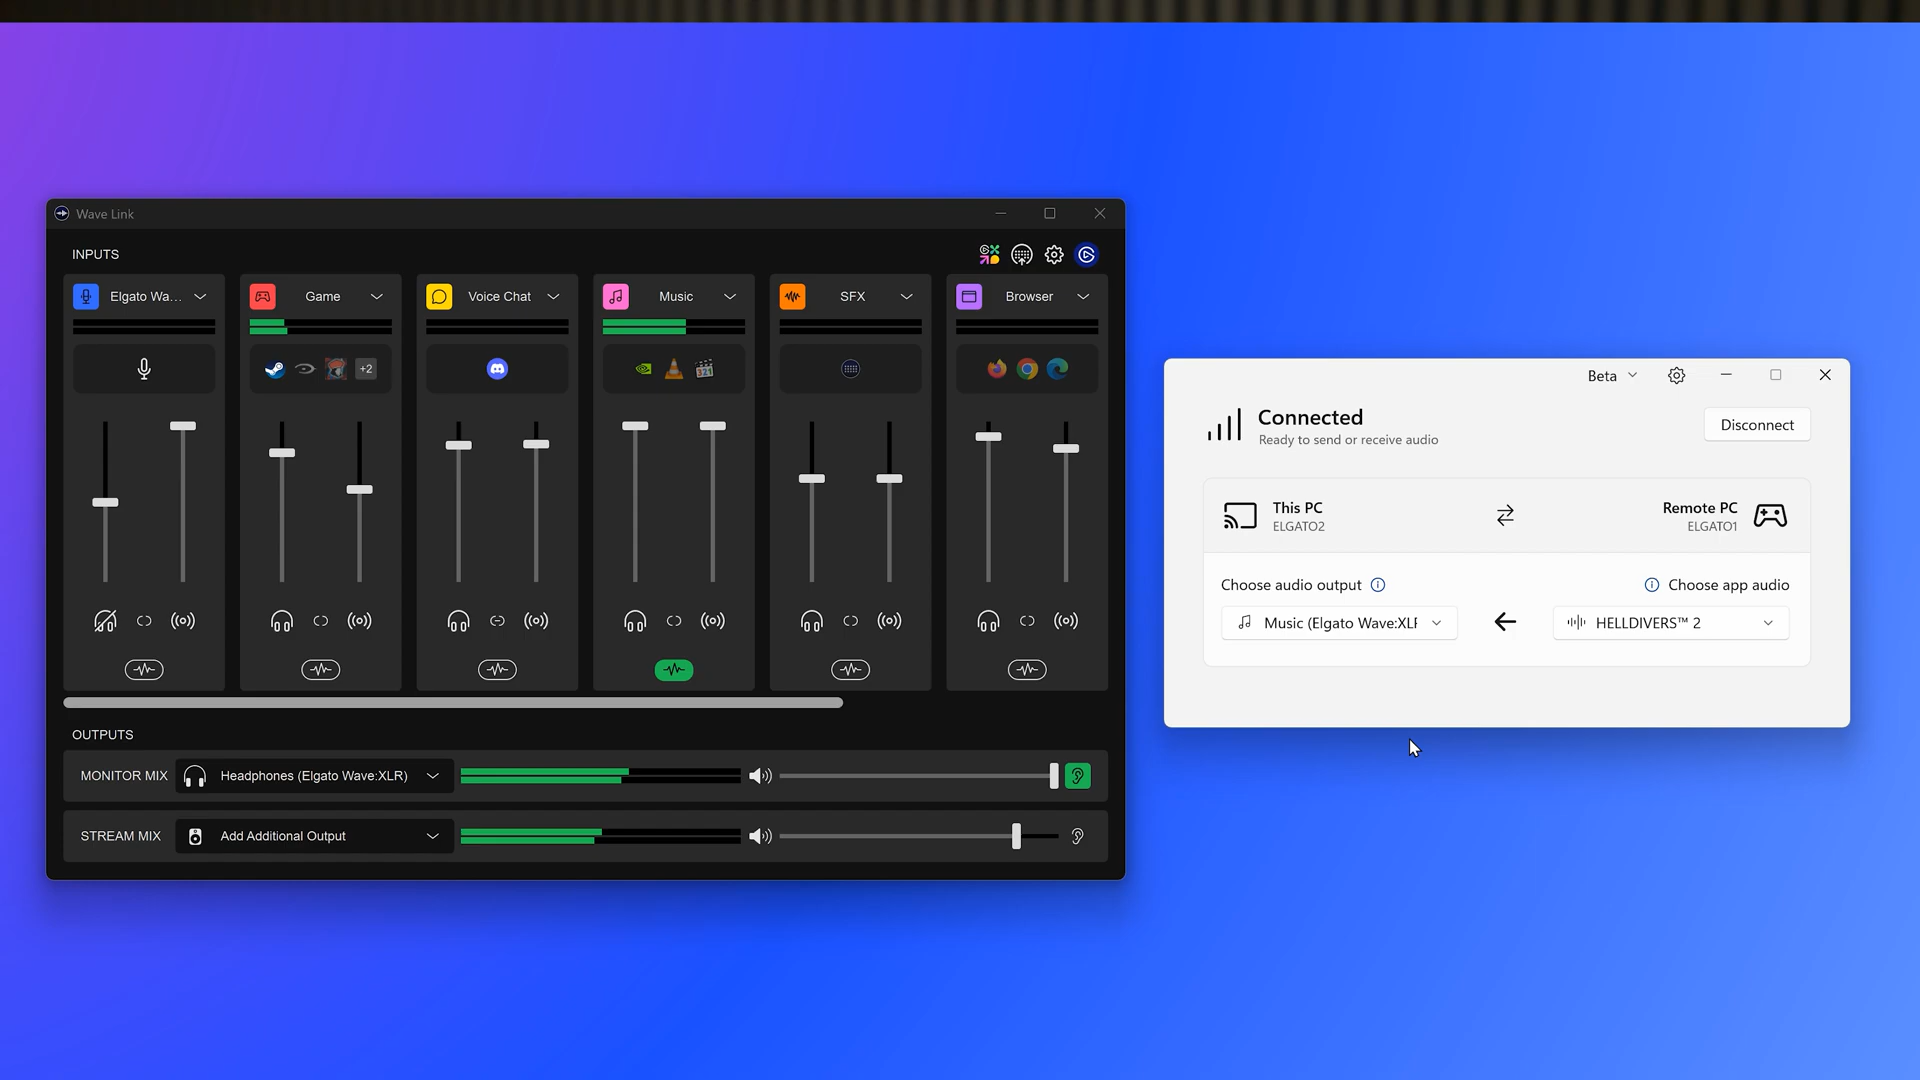 Wave Link
INPUTS
Elgato Wa...
Game
Voice Chat
Music
SFX
Browser
+2
OUTPUTS
MONITOR MIX
Headphones (Elgato Wave:XLR)
STREAM MIX
Add Additional Output
Beta
Connected
Ready to send or receive audio
Disconnect
This PC
ELGATO2
Remote PC
ELGATO1
Choose audio output
Choose app audio
Music (Elgato Wave:XLR
HELLDIVERS™ 2